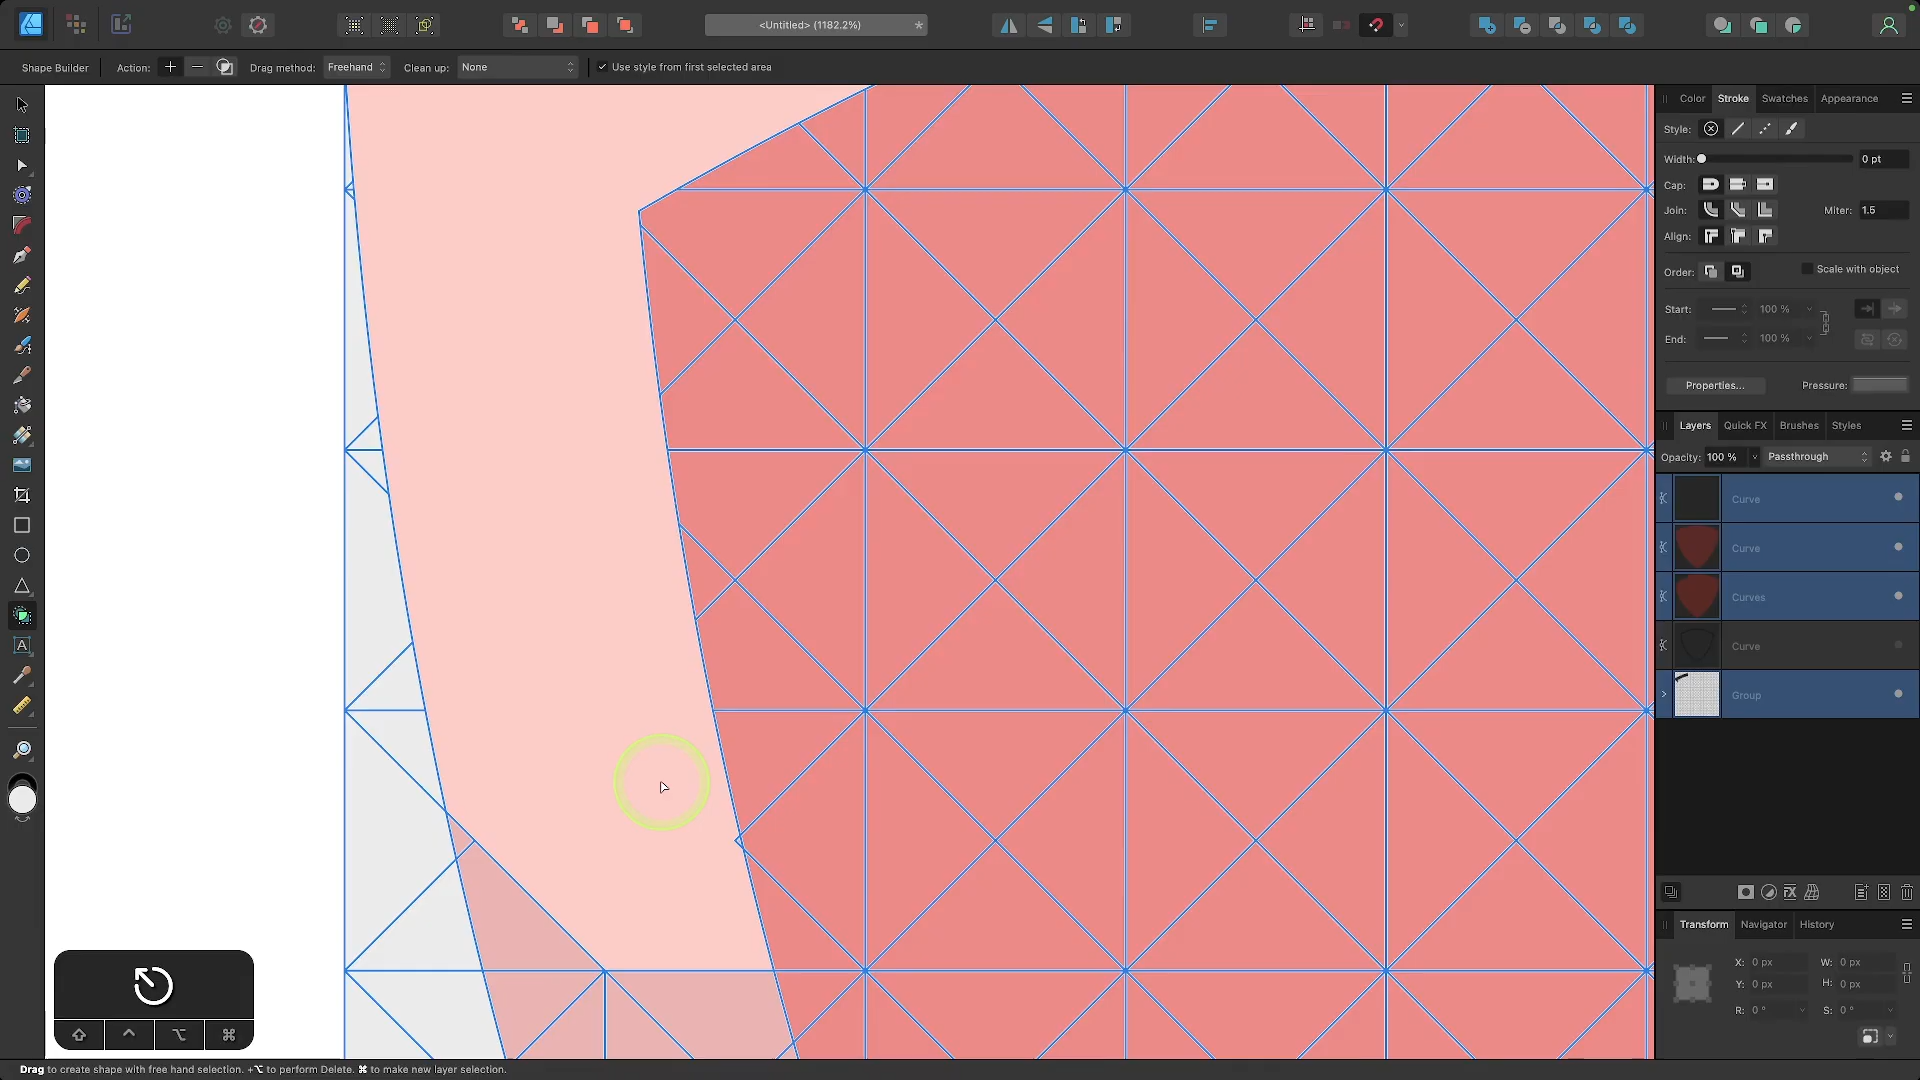 <Untitled> (1182.2%)
*
Shape Builder
Action:
Drag method: Freehand
Clean up: None
Use style from first selected area
Color Stroke Swatches Appearance
Style:
Width: 0 pt
Cap:
Join: Miter: 1.5
Align:
Order: Scale with object
Start: 100 %
End: 100 %
Properties... Pressure:
Layers Quick FX Brushes Styles
Opacity: 100 % Passthrough
Curve
Curve
Curves
Curve
Group
Transform Navigator History
X: 0 px W: 0 px
Y: 0 px H: 0 px
R: 0 ° S: 0 °
Drag to create shape with free hand selection. +⌥ to perform Delete. ⌘ to make new layer selection.